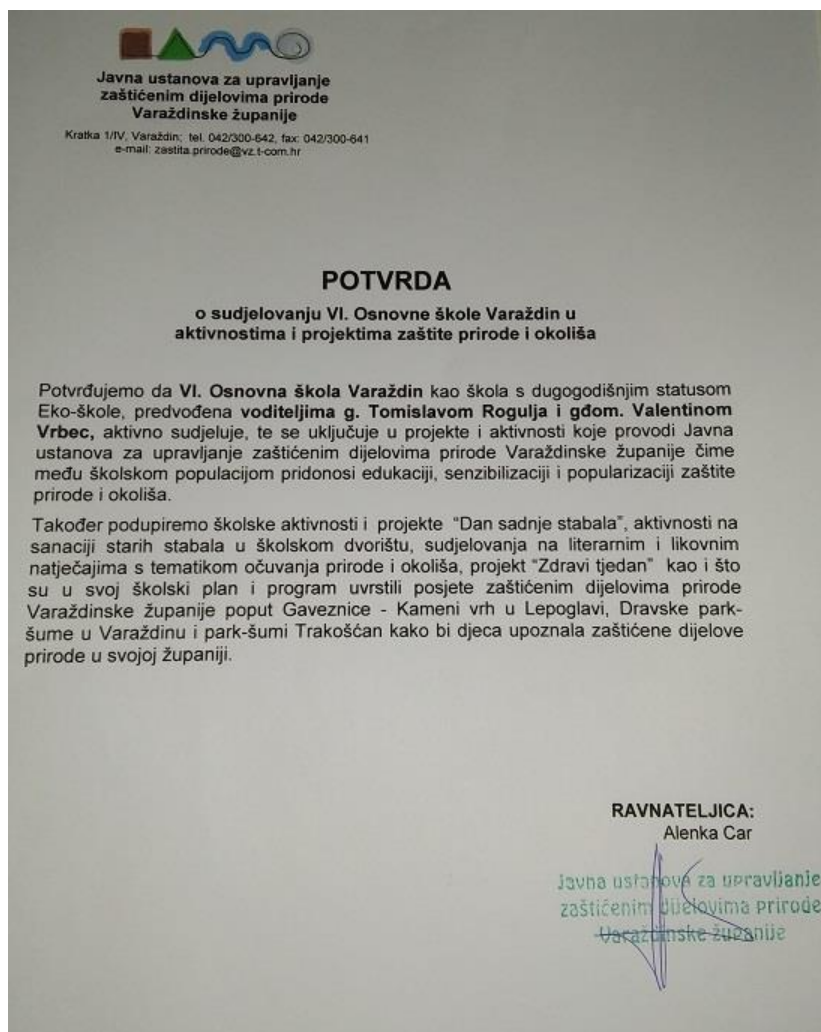 Javna ustanova za upravljanje
zaštićenim dijelovima prirode
Varaždinske županije
Kratka 1/IV, Varaždin; tel. 042/300-642, fax: 042/300-641
e-mail: zastita.prirode@vz.t-com.hr
POTVRDA
o sudjelovanju VI. Osnovne škole Varaždin u
aktivnostima i projektima zaštite prirode i okoliša
Potvrđujemo da VI. Osnovna škola Varaždin kao škola s dugogodišnjim statusom
Eko-škole, predvođena voditeljima g. Tomislavom Rogulja i gđom. Valentinom
Vrbec, aktivno sudjeluje, te se uključuje u projekte i aktivnosti koje provodi Javna
ustanova za upravljanje zaštićenim dijelovima prirode Varaždinske županije čime
među školskom populacijom pridonosi edukaciji, senzibilizaciji i popularizaciji zaštite
prirode i okoliša.
Također podupiremo školske aktivnosti i projekte “Dan sadnje stabala”, aktivnosti na
sanaciji starih stabala u školskom dvorištu, sudjelovanja na literarnim i likovnim
natječajima s tematikom očuvanja prirode i okoliša, projekt “Zdravi tjedan” kao i što
su u svoj školski plan i program uvrstili posjete zaštićenim dijelovima prirode
Varaždinske županije poput Gaveznice - Kameni vrh u Lepoglavi, Dravske park-
šume u Varaždinu i park-šumi Trakošćan kako bi djeca upoznala zaštićene dijelove
prirode u svojoj županiji.
RAVNATELJICA:
Alenka Car
Javna ustanova za upravljanje
zaštićenim dijelovima prirode
Varaždinske županije